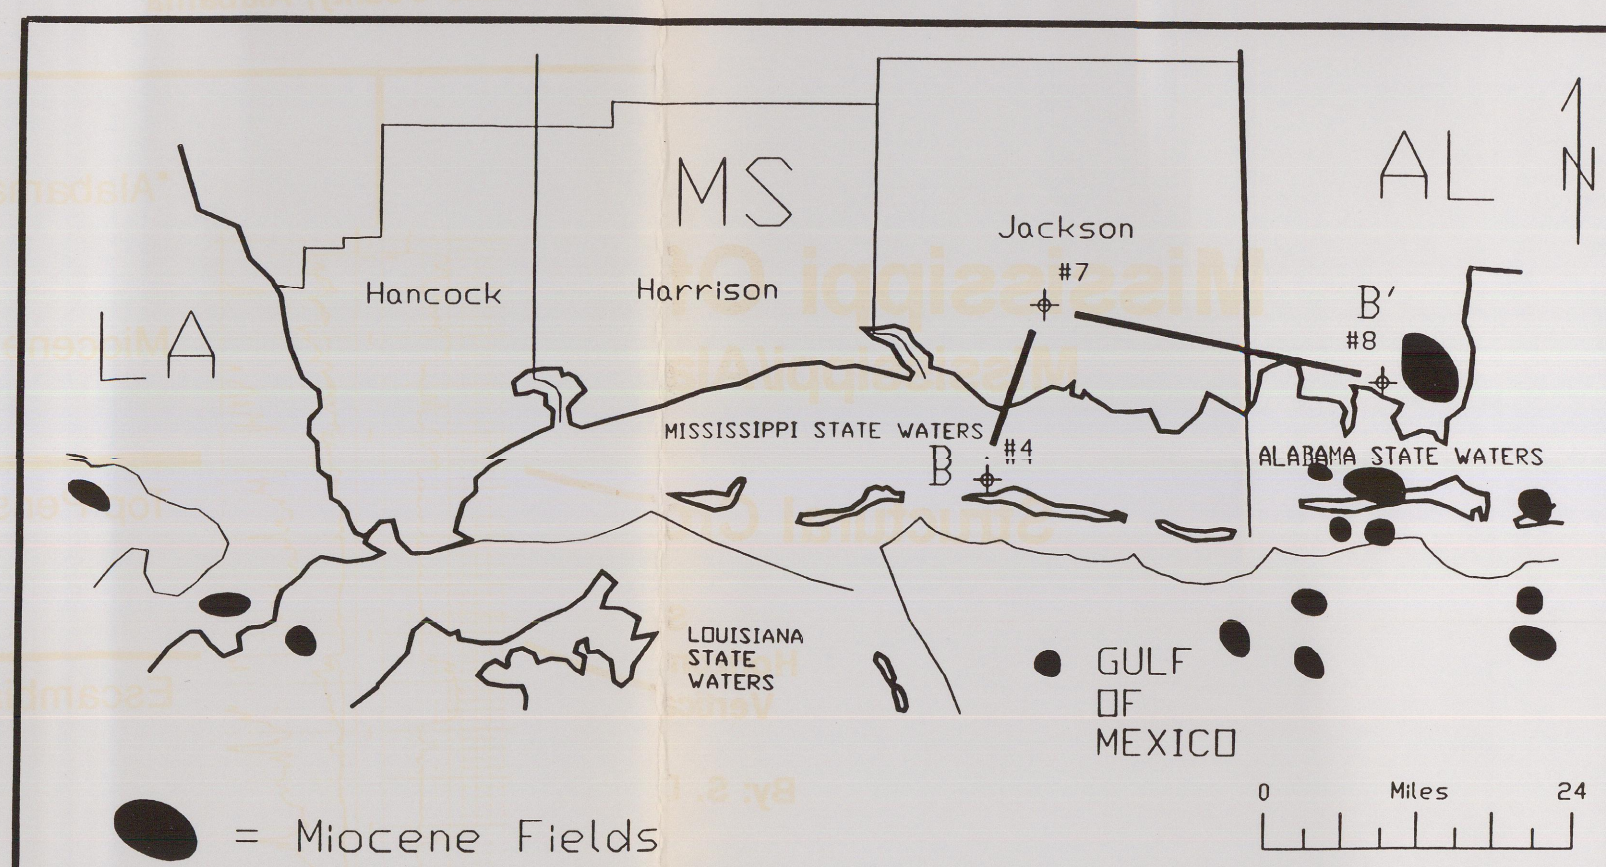 MS
AL
N
Jackson
#7
Hancock
Harrison
B'
#8
LA
MISSISSIPPI STATE WATERS
#4
B
ALABAMA STATE WATERS
LOUISIANA
STATE
WATERS
GULF
OF
MEXICO
0 Miles 24
= Miocene Fields